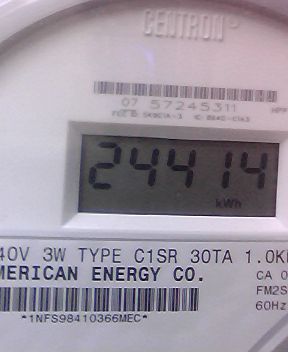 CENTRON
07 57245311
24414
kWh
40V 3W TYPE C1SR 30TA 1.0K
MERICAN ENERGY CO.
CA 0
FM2S
60Hz
*1NFS98410366MEC*